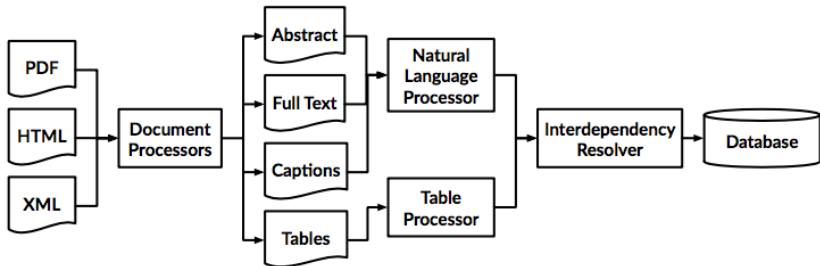 PDF
HTML
XML
Document
Processors
Abstract
Full Text
Captions
Tables
Natural
Language
Processor
Table
Processor
Interdependency
Resolver
Database